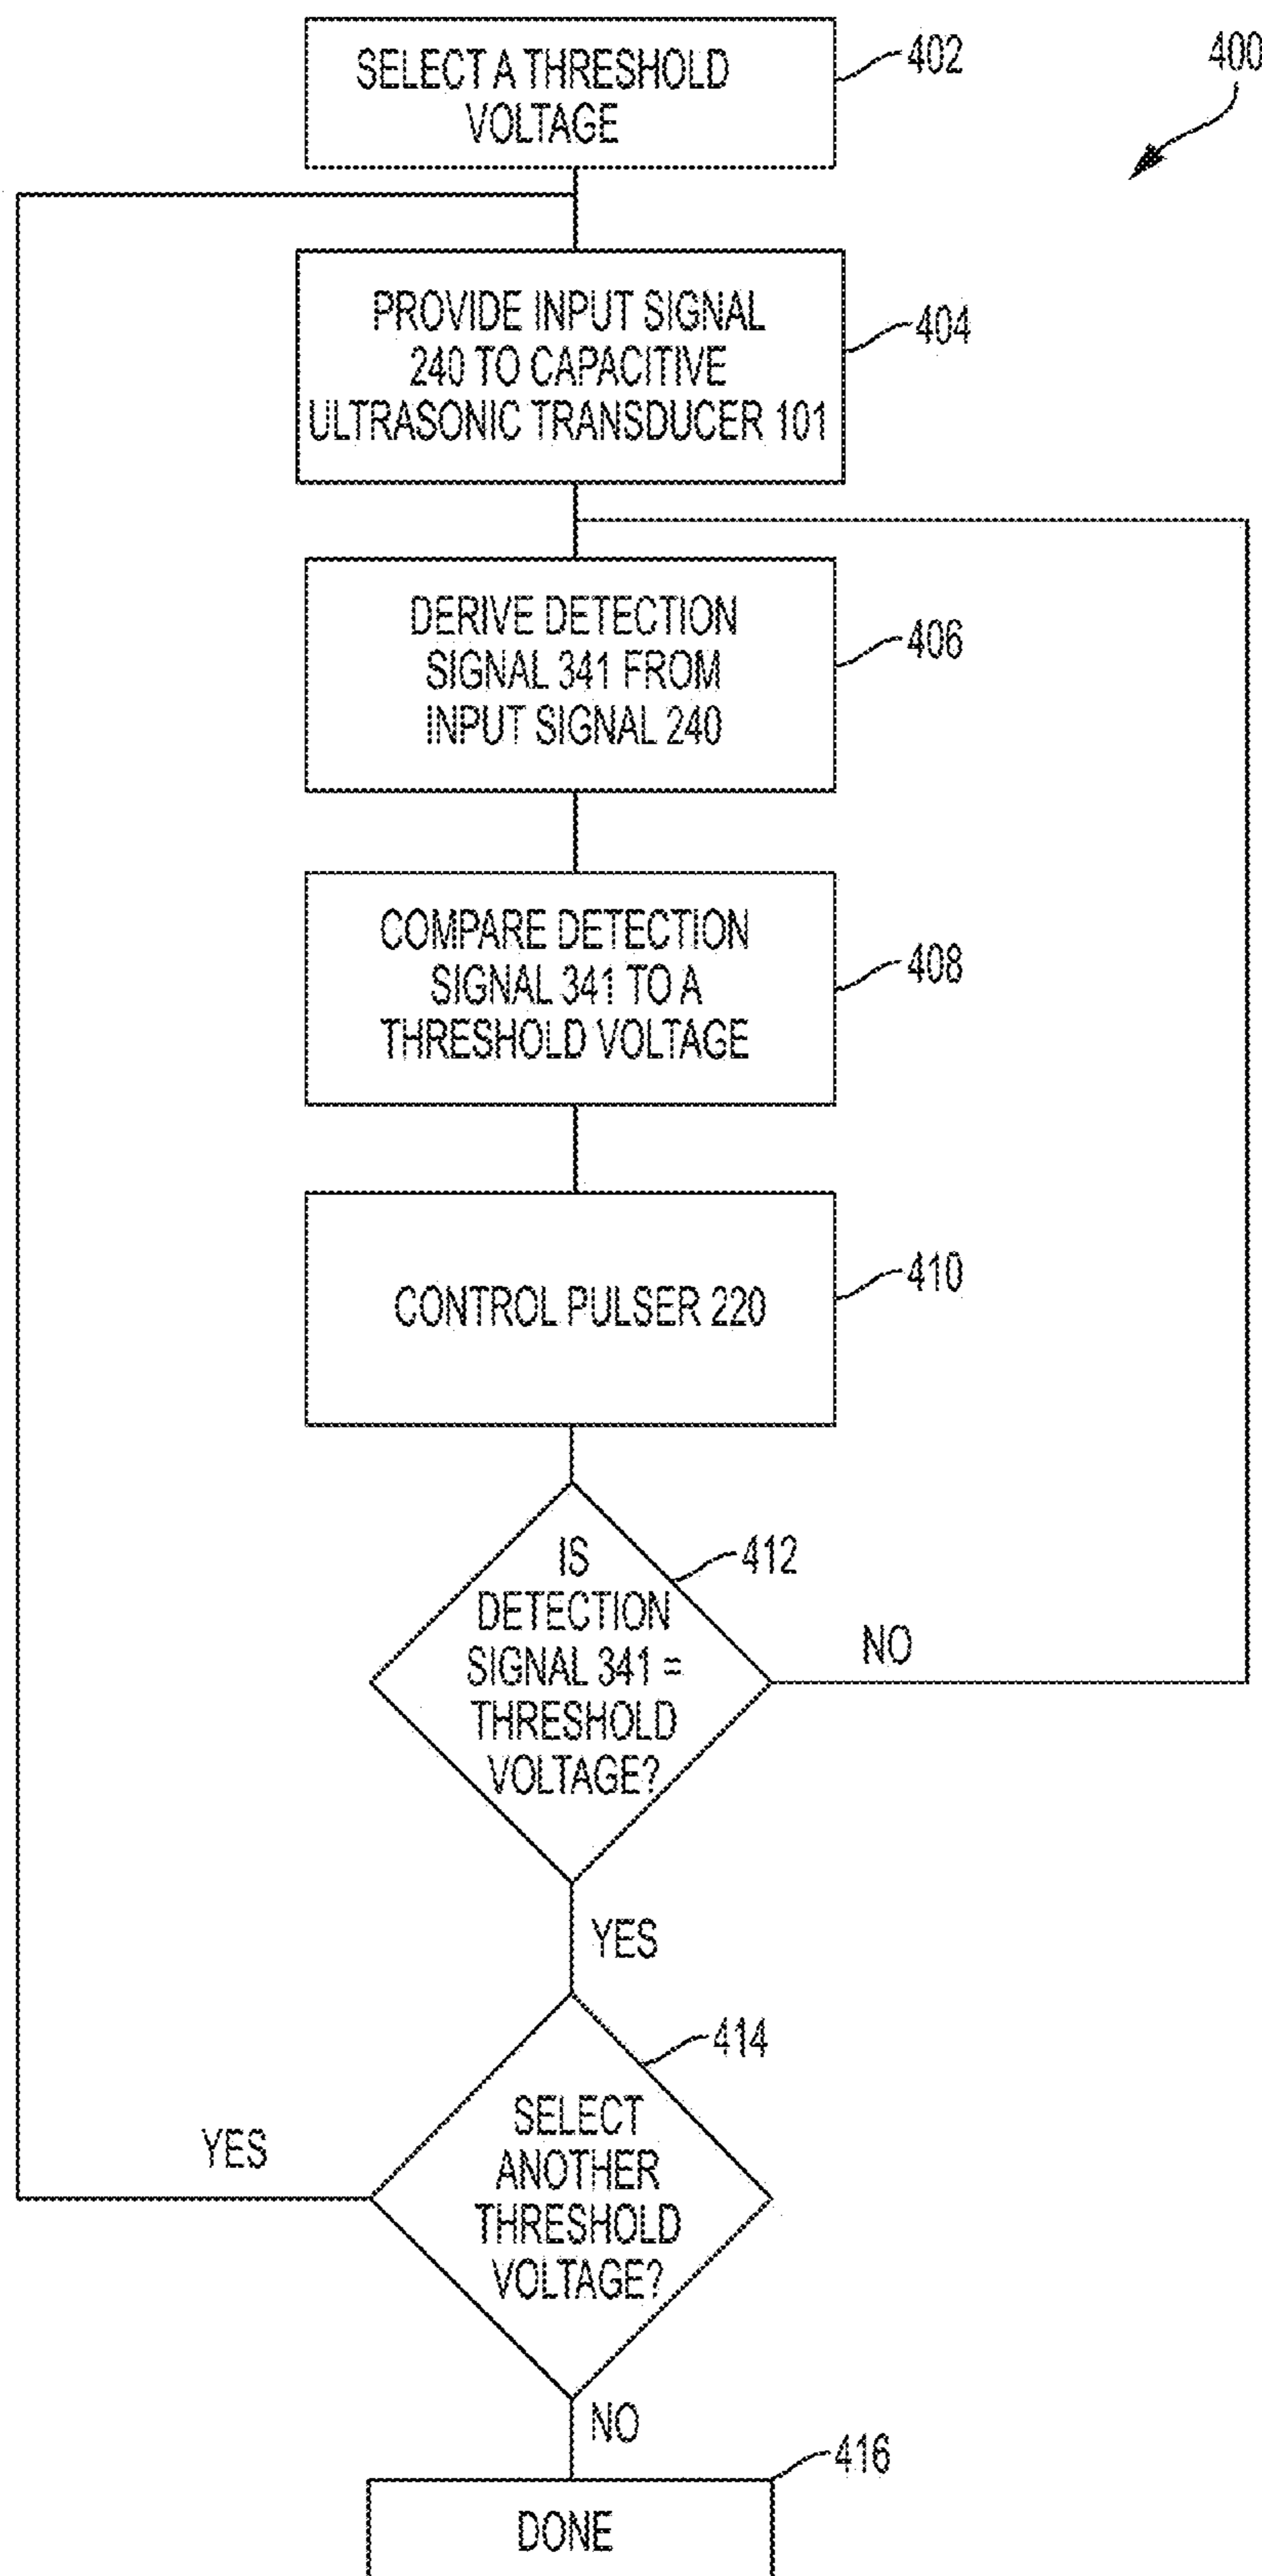 400
SELECT A THRESHOLD
VOLTAGE
402
PROVIDE INPUT SIGNAL
240 TO CAPACITIVE
ULTRASONIC TRANSDUCER 101
404
DERIVE DETECTION
SIGNAL 341 FROM
INPUT SIGNAL 240
406
COMPARE DETECTION
SIGNAL 341 TO A
THRESHOLD VOLTAGE
408
CONTROL PULSER 220
410
IS
DETECTION
SIGNAL 341 =
THRESHOLD
VOLTAGE?
412
NO
YES
SELECT
ANOTHER
THRESHOLD
VOLTAGE?
414
YES
NO
DONE
416